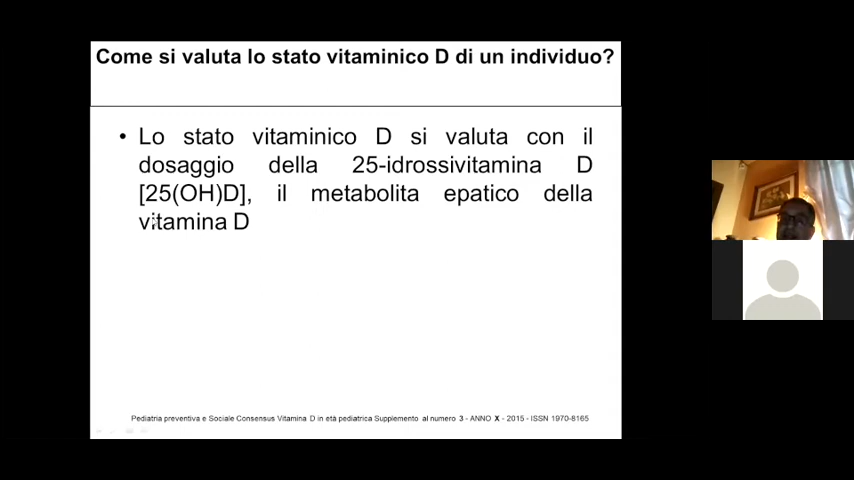 Come si valuta lo stato vitaminico D di un individuo?
• Lo stato vitaminico D si valuta con il
dosaggio della 25-idrossivitamina D
[25(OH)D], il metabolita epatico della
vitamina D
Pediatria preventiva e Sociale Consensus Vitamina D in età pediatrica Supplemento al numero 3 - ANNO X - 2015 - ISSN 1970-8165